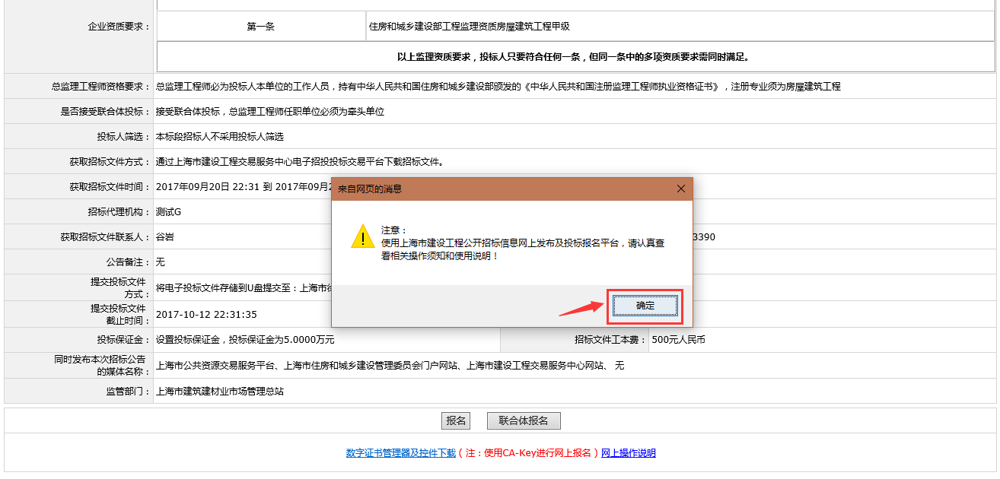 企业资质要求： 第一条 住房和城乡建设部工程监理资质房屋建筑工程甲级
以上监理资质要求，投标人只要符合任何一条，但同一条中的多项资质要求需同时满足。
总监理工程师资格要求： 总监理工程师必为投标人本单位的工作人员，持有中华人民共和国住房和城乡建设部颁发的《中华人民共和国注册监理工程师执业资格证书》，注册专业须为房屋建筑工程
是否接受联合体投标： 接受联合体投标，总监理工程师任职单位必须为牵头单位
投标人筛选： 本标段招标人不采用投标人筛选
获取招标文件方式： 通过上海市建设工程交易服务中心电子招投标交易平台下载招标文件。
获取招标文件时间： 2017年09月20日 22:31 到 2017年09月2
招标代理机构： 测试G
获取招标文件联系人： 谷岩 3390
公告备注： 无
提交投标文件
方式： 将电子投标文件存储到U盘提交至：上海市徐
提交投标文件
截止时间： 2017-10-12 22:31:35
投标保证金： 设置投标保证金，投标保证金为5.0000万元 招标文件工本费： 500元人民币
同时发布本次招标公告
的媒体名称： 上海市公共资源交易服务平台、上海市住房和城乡建设管理委员会门户网站、上海市建设工程交易服务中心网站、 无
监管部门： 上海市建筑建材业市场管理总站
来自网页的消息
注意：
使用上海市建设工程公开招标信息网上发布及投标报名平台，请认真查
看相关操作须知和使用说明！
确定
报名 联合体报名
数字证书管理器及控件下载（注：使用CA-Key进行网上报名）网上操作说明